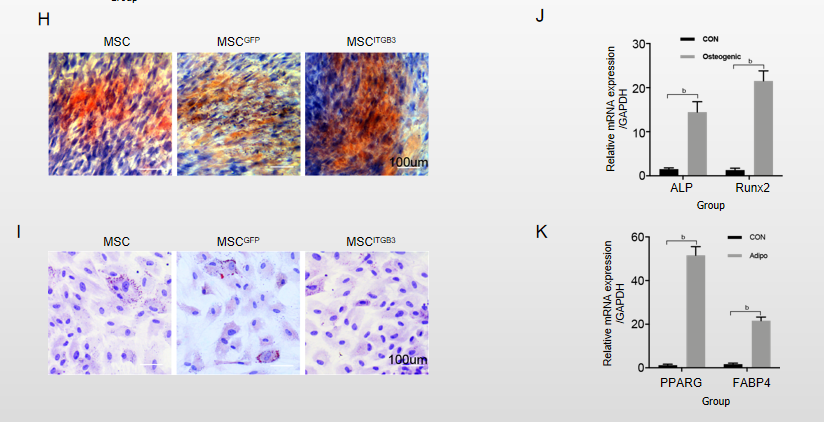 Group
H
MSC
MSCGFP
MSCITGB3
100um
I
MSC
MSCGFP
MSCITGB3
100um
J
Relative mRNA expression
/GAPDH
30
20
10
0
CON
Osteogenic
b
b
ALP
Runx2
Group
K
Relative mRNA expression
/GAPDH
60
40
20
0
CON
Adipo
b
b
PPARG
FABP4
Group